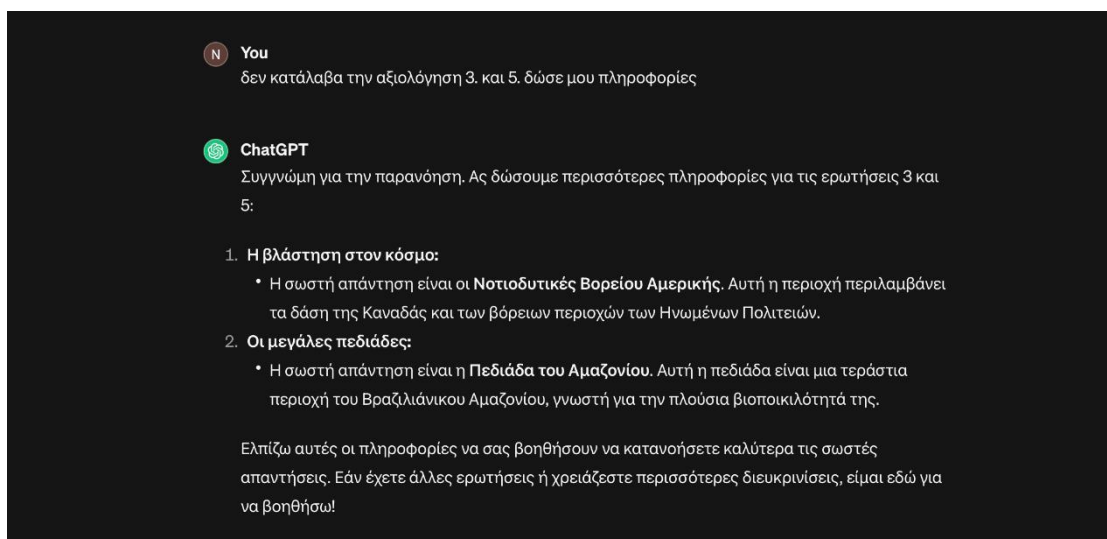 N You
δεν κατάλαβα την αξιολόγηση 3. και 5. δώσε μου πληροφορίες
ChatGPT
Συγγνώμη για την παρανόηση. Ας δώσουμε περισσότερες πληροφορίες για τις ερωτήσεις 3 και
5:
1. Η βλάστηση στον κόσμο:
• Η σωστή απάντηση είναι οι Νοτιοδυτικές Βορείου Αμερικής. Αυτή η περιοχή περιλαμβάνει
τα δάση της Καναδάς και των βόρειων περιοχών των Ηνωμένων Πολιτειών.
2. Οι μεγάλες πεδιάδες:
• Η σωστή απάντηση είναι η Πεδιάδα του Αμαζονίου. Αυτή η πεδιάδα είναι μια τεράστια
περιοχή του Βραζιλιάνικου Αμαζονίου, γνωστή για την πλούσια βιοποικιλότητά της.
Ελπίζω αυτές οι πληροφορίες να σας βοηθήσουν να κατανοήσετε καλύτερα τις σωστές
απαντήσεις. Εάν έχετε άλλες ερωτήσεις ή χρειάζεστε περισσότερες διευκρινίσεις, είμαι εδώ για
να βοηθήσω!